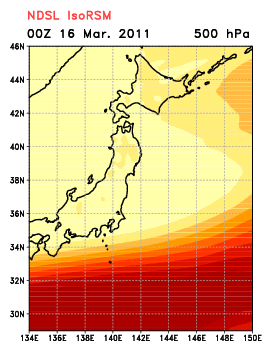 NDSL IsoRSM
00Z 16 Mar. 2011 500 hPa
46N
44N
42N
40N
38N
36N
34N
32N
30N
134E 136E 138E 140E 142E 144E 146E 148E 150E